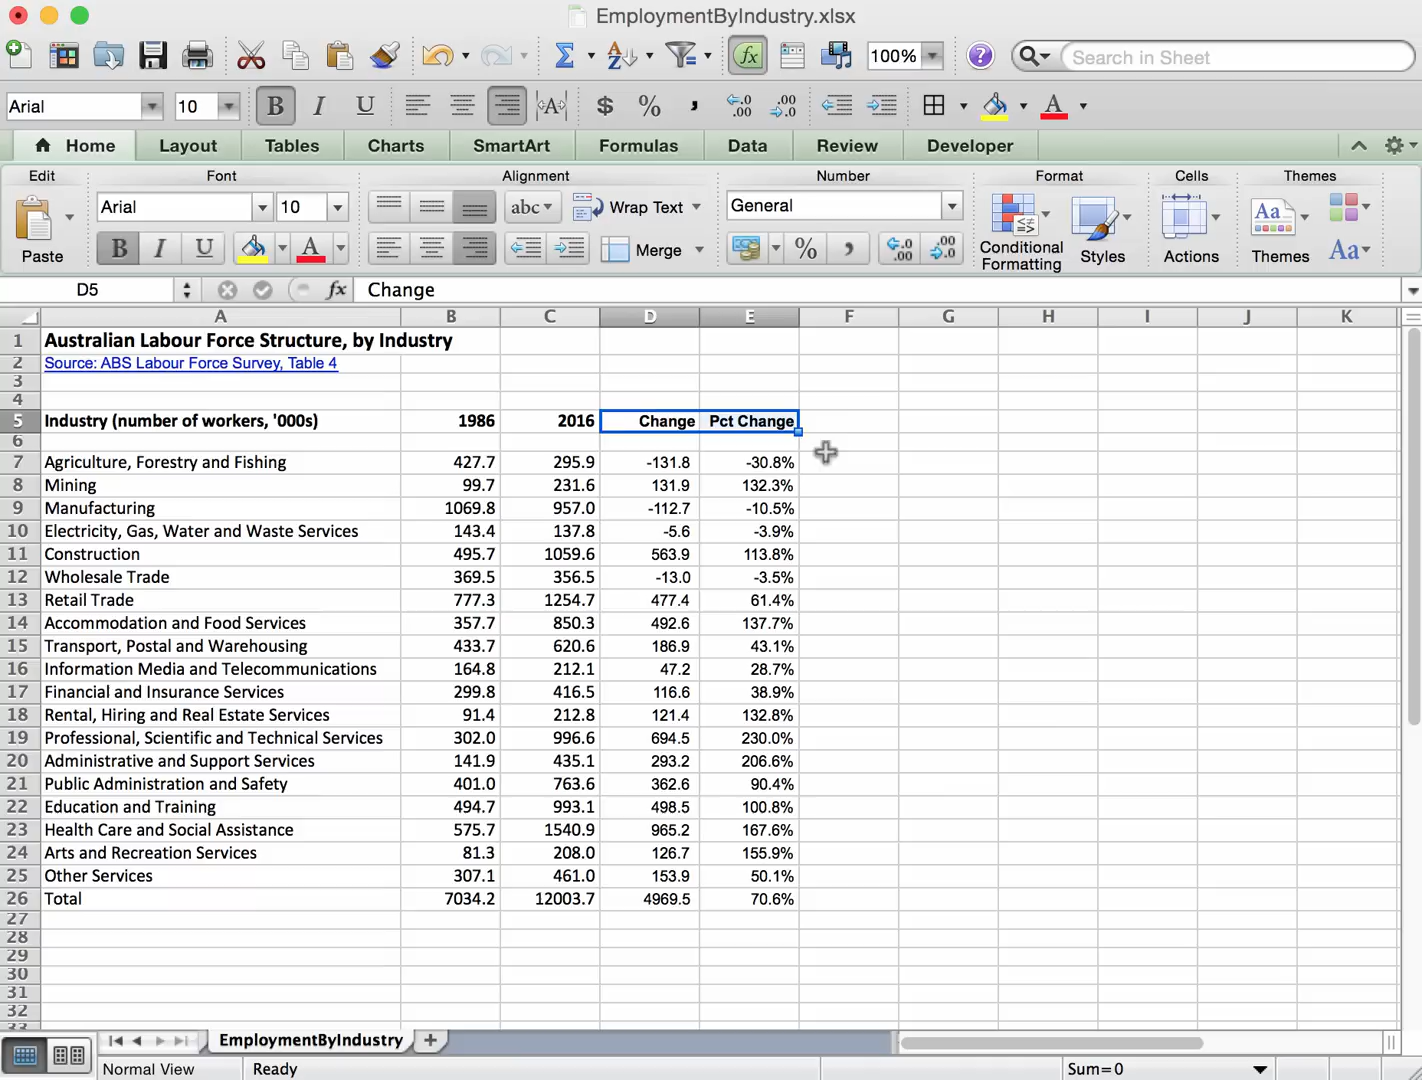 EmploymentByIndustry.xlsx
100%
Search in Sheet
Arial 10 B I U A $ % , .0 .00 A
Home Layout Tables Charts SmartArt Formulas Data Review Developer
Edit Font Alignment Number Format Cells Themes
Arial 10 abc Wrap Text General
Paste B I U A Merge % , Conditional Formatting Styles Actions Themes Aa
D5 fx Change
A B C D E F G H I J K
1 Australian Labour Force Structure, by Industry
2 Source: ABS Labour Force Survey, Table 4
3
4
5 Industry (number of workers, '000s) 1986 2016 Change Pct Change
6
7 Agriculture, Forestry and Fishing 427.7 295.9 -131.8 -30.8%
8 Mining 99.7 231.6 131.9 132.3%
9 Manufacturing 1069.8 957.0 -112.7 -10.5%
10 Electricity, Gas, Water and Waste Services 143.4 137.8 -5.6 -3.9%
11 Construction 495.7 1059.6 563.9 113.8%
12 Wholesale Trade 369.5 356.5 -13.0 -3.5%
13 Retail Trade 777.3 1254.7 477.4 61.4%
14 Accommodation and Food Services 357.7 850.3 492.6 137.7%
15 Transport, Postal and Warehousing 433.7 620.6 186.9 43.1%
16 Information Media and Telecommunications 164.8 212.1 47.2 28.7%
17 Financial and Insurance Services 299.8 416.5 116.6 38.9%
18 Rental, Hiring and Real Estate Services 91.4 212.8 121.4 132.8%
19 Professional, Scientific and Technical Services 302.0 996.6 694.5 230.0%
20 Administrative and Support Services 141.9 435.1 293.2 206.6%
21 Public Administration and Safety 401.0 763.6 362.6 90.4%
22 Education and Training 494.7 993.1 498.5 100.8%
23 Health Care and Social Assistance 575.7 1540.9 965.2 167.6%
24 Arts and Recreation Services 81.3 208.0 126.7 155.9%
25 Other Services 307.1 461.0 153.9 50.1%
26 Total 7034.2 12003.7 4969.5 70.6%
27
28
29
30
31
32
33
EmploymentByIndustry
Normal View Ready Sum=0